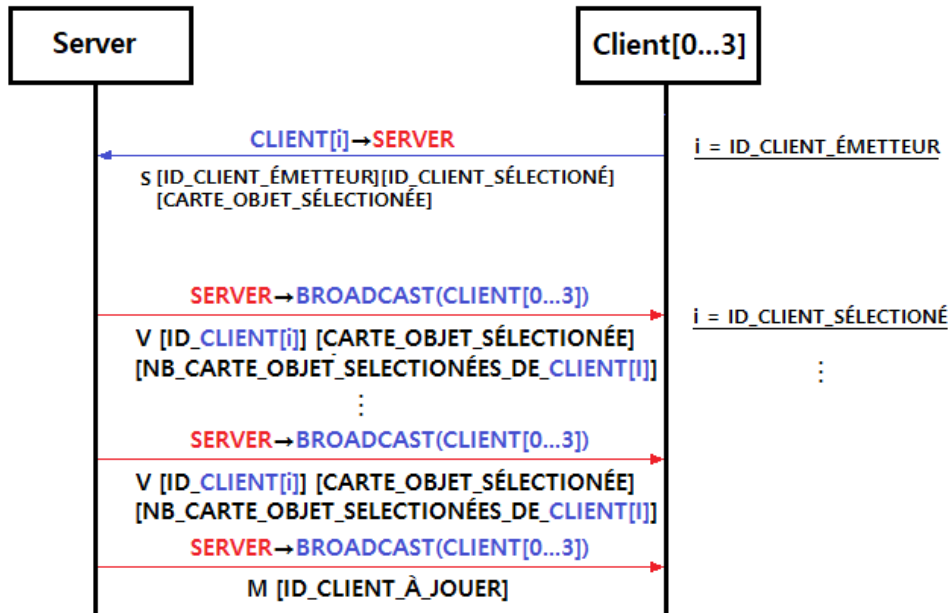 Server
Client[0...3]
CLIENT[i]→SERVER
i = ID_CLIENT_ÉMETTEUR
S [ID_CLIENT_ÉMETTEUR][ID_CLIENT_SÉLECTIONÉ]
[CARTE_OBJET_SÉLECTIONÉE]
SERVER→BROADCAST(CLIENT[0...3])
i = ID_CLIENT_SÉLECTIONÉ
V [ID_CLIENT[i]] [CARTE_OBJET_SÉLECTIONÉE]
[NB_CARTE_OBJET_SELECTIONÉES_DE_CLIENT[I]]
⋮
⋮
SERVER→BROADCAST(CLIENT[0...3])
V [ID_CLIENT[i]] [CARTE_OBJET_SÉLECTIONÉE]
[NB_CARTE_OBJET_SELECTIONÉES_DE_CLIENT[I]]
SERVER→BROADCAST(CLIENT[0...3])
M [ID_CLIENT_À_JOUER]